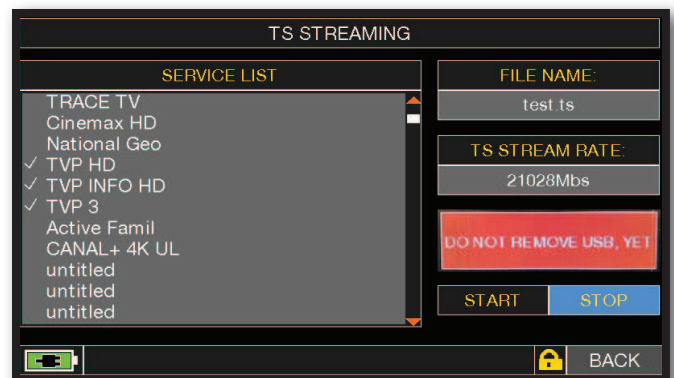 TS STREAMING
SERVICE LIST
TRACE TV
Cinemax HD
National Geo
TVP HD
TVP INFO HD
TVP 3
Active Famil
CANAL+ 4K UL
untitled
untitled
untitled
FILE NAME:
test.ts
TS STREAM RATE:
21028Mbs
DO NOT REMOVE USB, YET
START
STOP
BACK